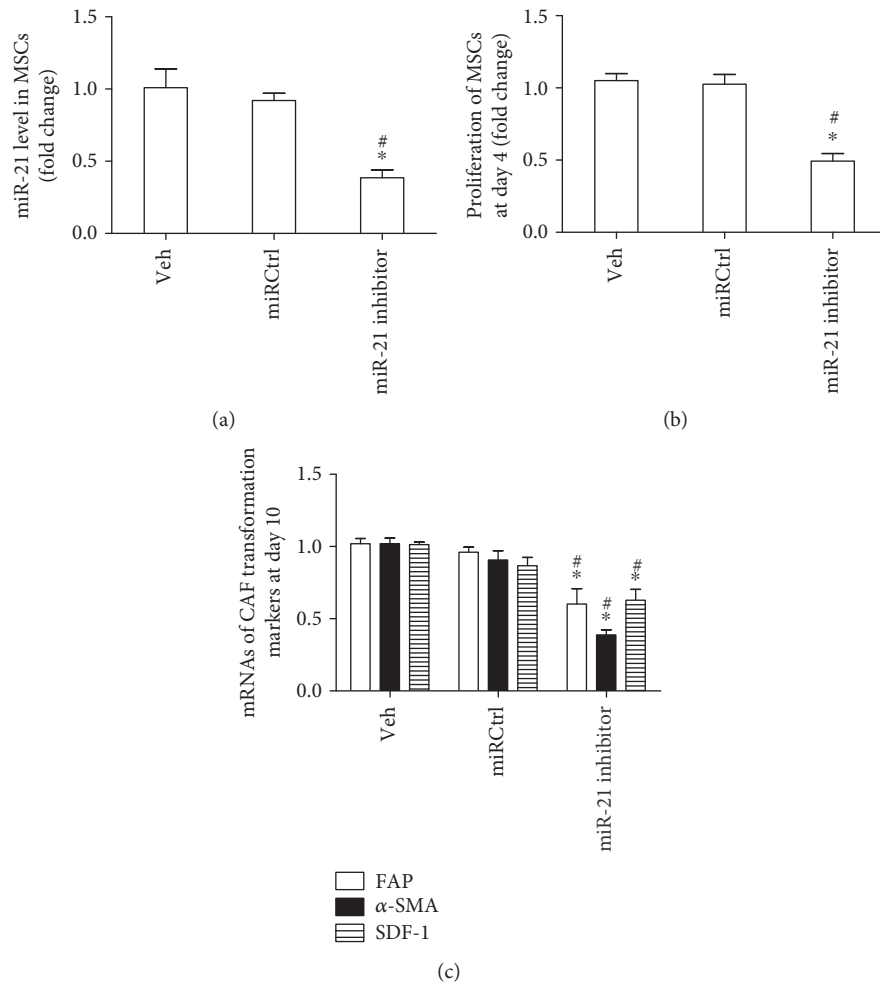 miR-21 level in MSCs
(fold change)
1.5
1.0
0.5
0.0
#
*
Veh
miRCtrl
miR-21 inhibitor
(a)
Proliferation of MSCs
at day 4 (fold change)
1.5
1.0
0.5
0.0
#
*
Veh
miRCtrl
miR-21 inhibitor
(b)
mRNAs of CAF transformation
markers at day 10
1.5
1.0
0.5
0.0
#
*
#
*
#
*
Veh
miRCtrl
miR-21 inhibitor
FAP
α-SMA
SDF-1
(c)